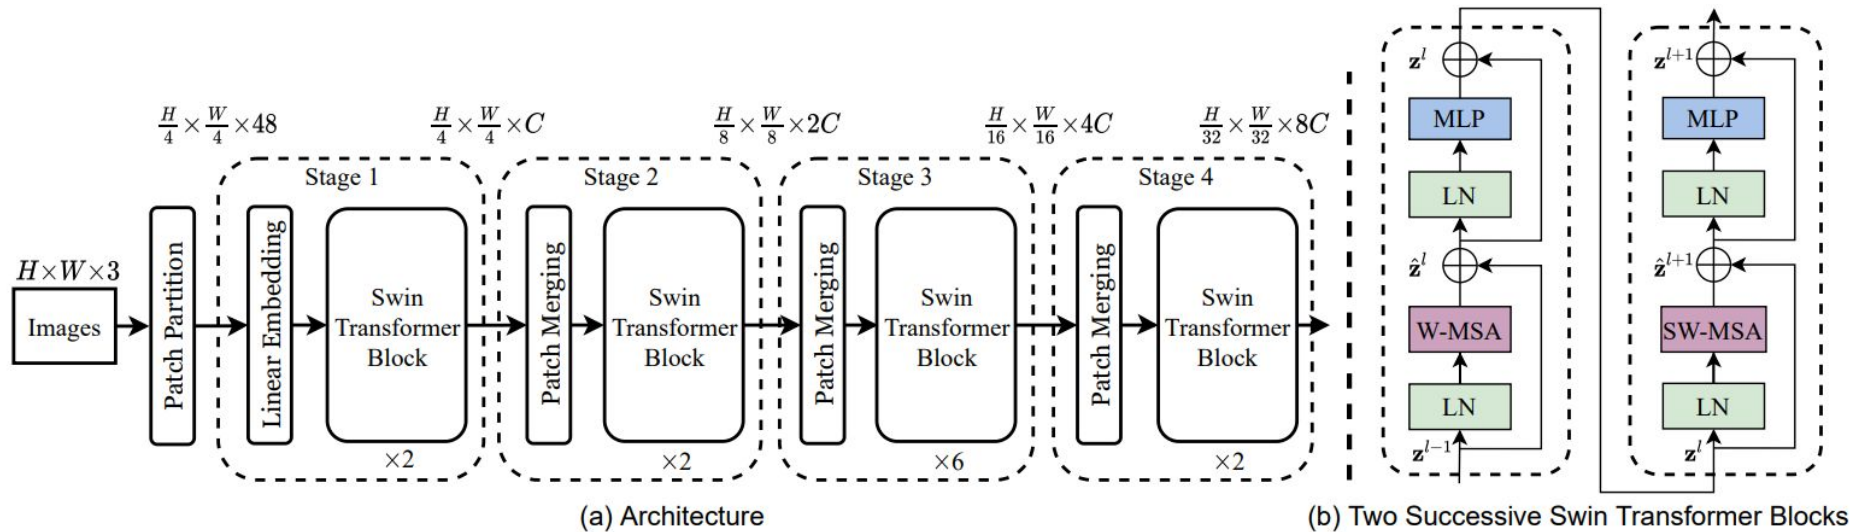 H/4 × W/4 × 48
H/4 × W/4 × C
H/8 × W/8 × 2C
H/16 × W/16 × 4C
H/32 × W/32 × 8C
Stage 1
Stage 2
Stage 3
Stage 4
H×W×3
Images
Patch Partition
Linear Embedding
Swin
Transformer
Block
×2
Patch Merging
Swin
Transformer
Block
×2
Patch Merging
Swin
Transformer
Block
×6
Patch Merging
Swin
Transformer
Block
×2
(a) Architecture
z^l
MLP
LN
ẑ^l
W-MSA
LN
z^{l−1}
z^{l+1}
MLP
LN
ẑ^{l+1}
SW-MSA
LN
z^l
(b) Two Successive Swin Transformer Blocks